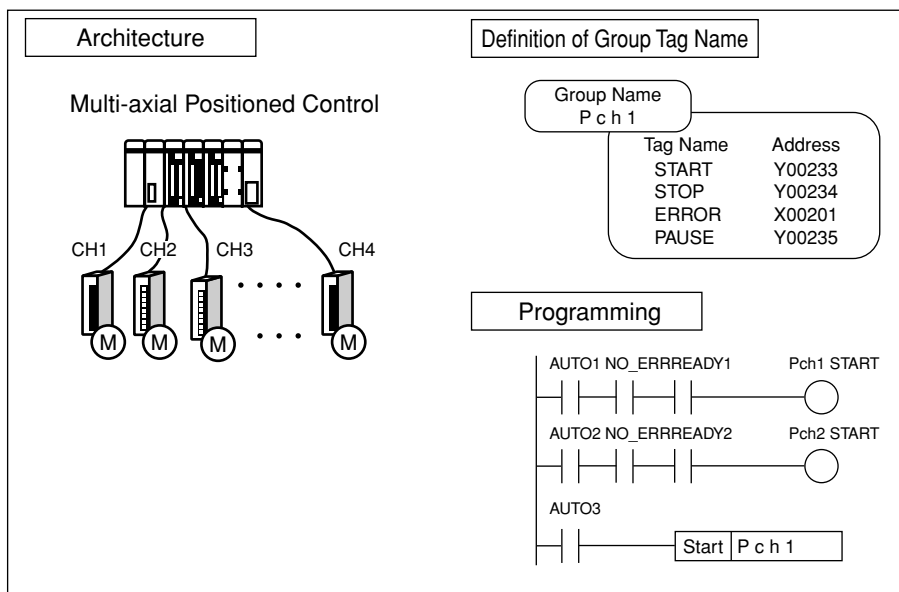 Architecture
Multi-axial Positioned Control
CH1 CH2 CH3 CH4
M M M M
Definition of Group Tag Name
Group Name
P c h 1
Tag Name Address
START Y00233
STOP Y00234
ERROR X00201
PAUSE Y00235
Programming
AUTO1 NO_ERRREADY1 Pch1 START
AUTO2 NO_ERRREADY2 Pch2 START
AUTO3
Start P c h 1